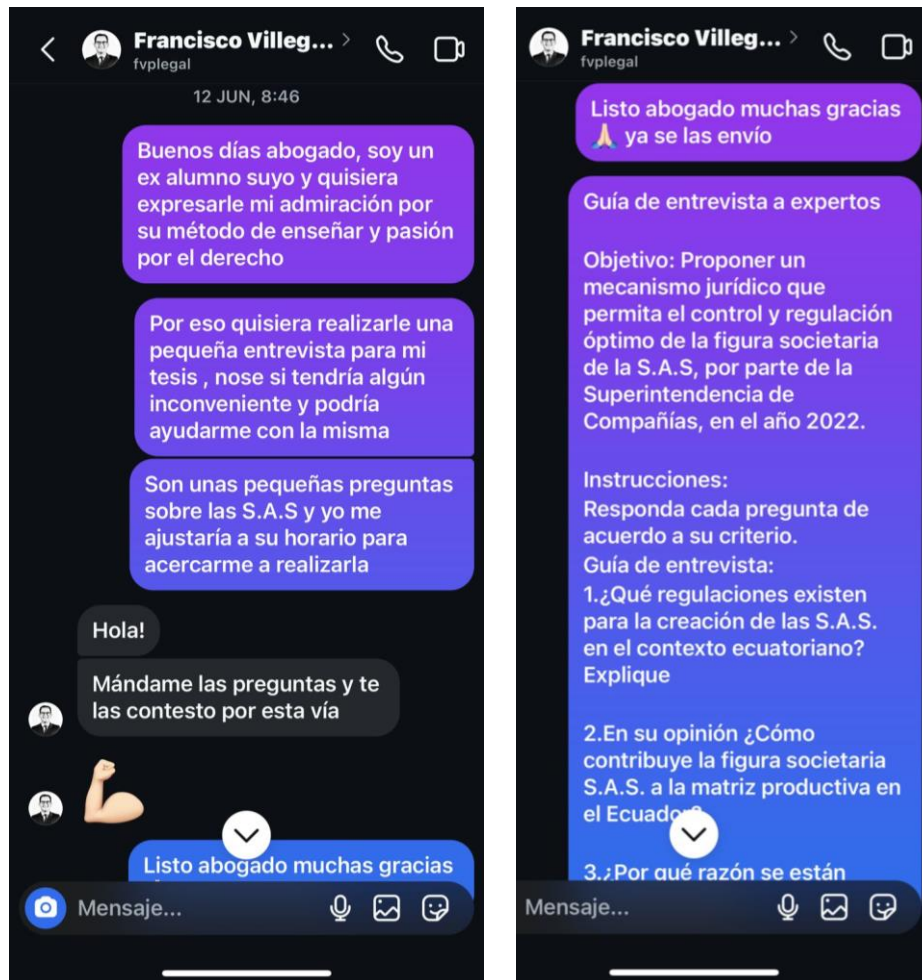 Francisco Villeg...
fvplegal
12 JUN, 8:46
Buenos días abogado, soy un
ex alumno suyo y quisiera
expresarle mi admiración por
su método de enseñar y pasión
por el derecho
Por eso quisiera realizarle una
pequeña entrevista para mi
tesis , nose si tendría algún
inconveniente y podría
ayudarme con la misma
Son unas pequeñas preguntas
sobre las S.A.S y yo me
ajustaría a su horario para
acercarme a realizarla
Hola!
Mándame las preguntas y te
las contesto por esta vía
Listo abogado muchas gracias
Mensaje...
Francisco Villeg...
fvplegal
Listo abogado muchas gracias
🙏🏻 ya se las envío
Guía de entrevista a expertos
Objetivo: Proponer un
mecanismo jurídico que
permita el control y regulación
óptimo de la figura societaria
de la S.A.S, por parte de la
Superintendencia de
Compañías, en el año 2022.
Instrucciones:
Responda cada pregunta de
acuerdo a su criterio.
Guía de entrevista:
1.¿Qué regulaciones existen
para la creación de las S.A.S.
en el contexto ecuatoriano?
Explique
2.En su opinión ¿Cómo
contribuye la figura societaria
S.A.S. a la matriz productiva en
el
3.¿Por qué razón se están
Mensaje...